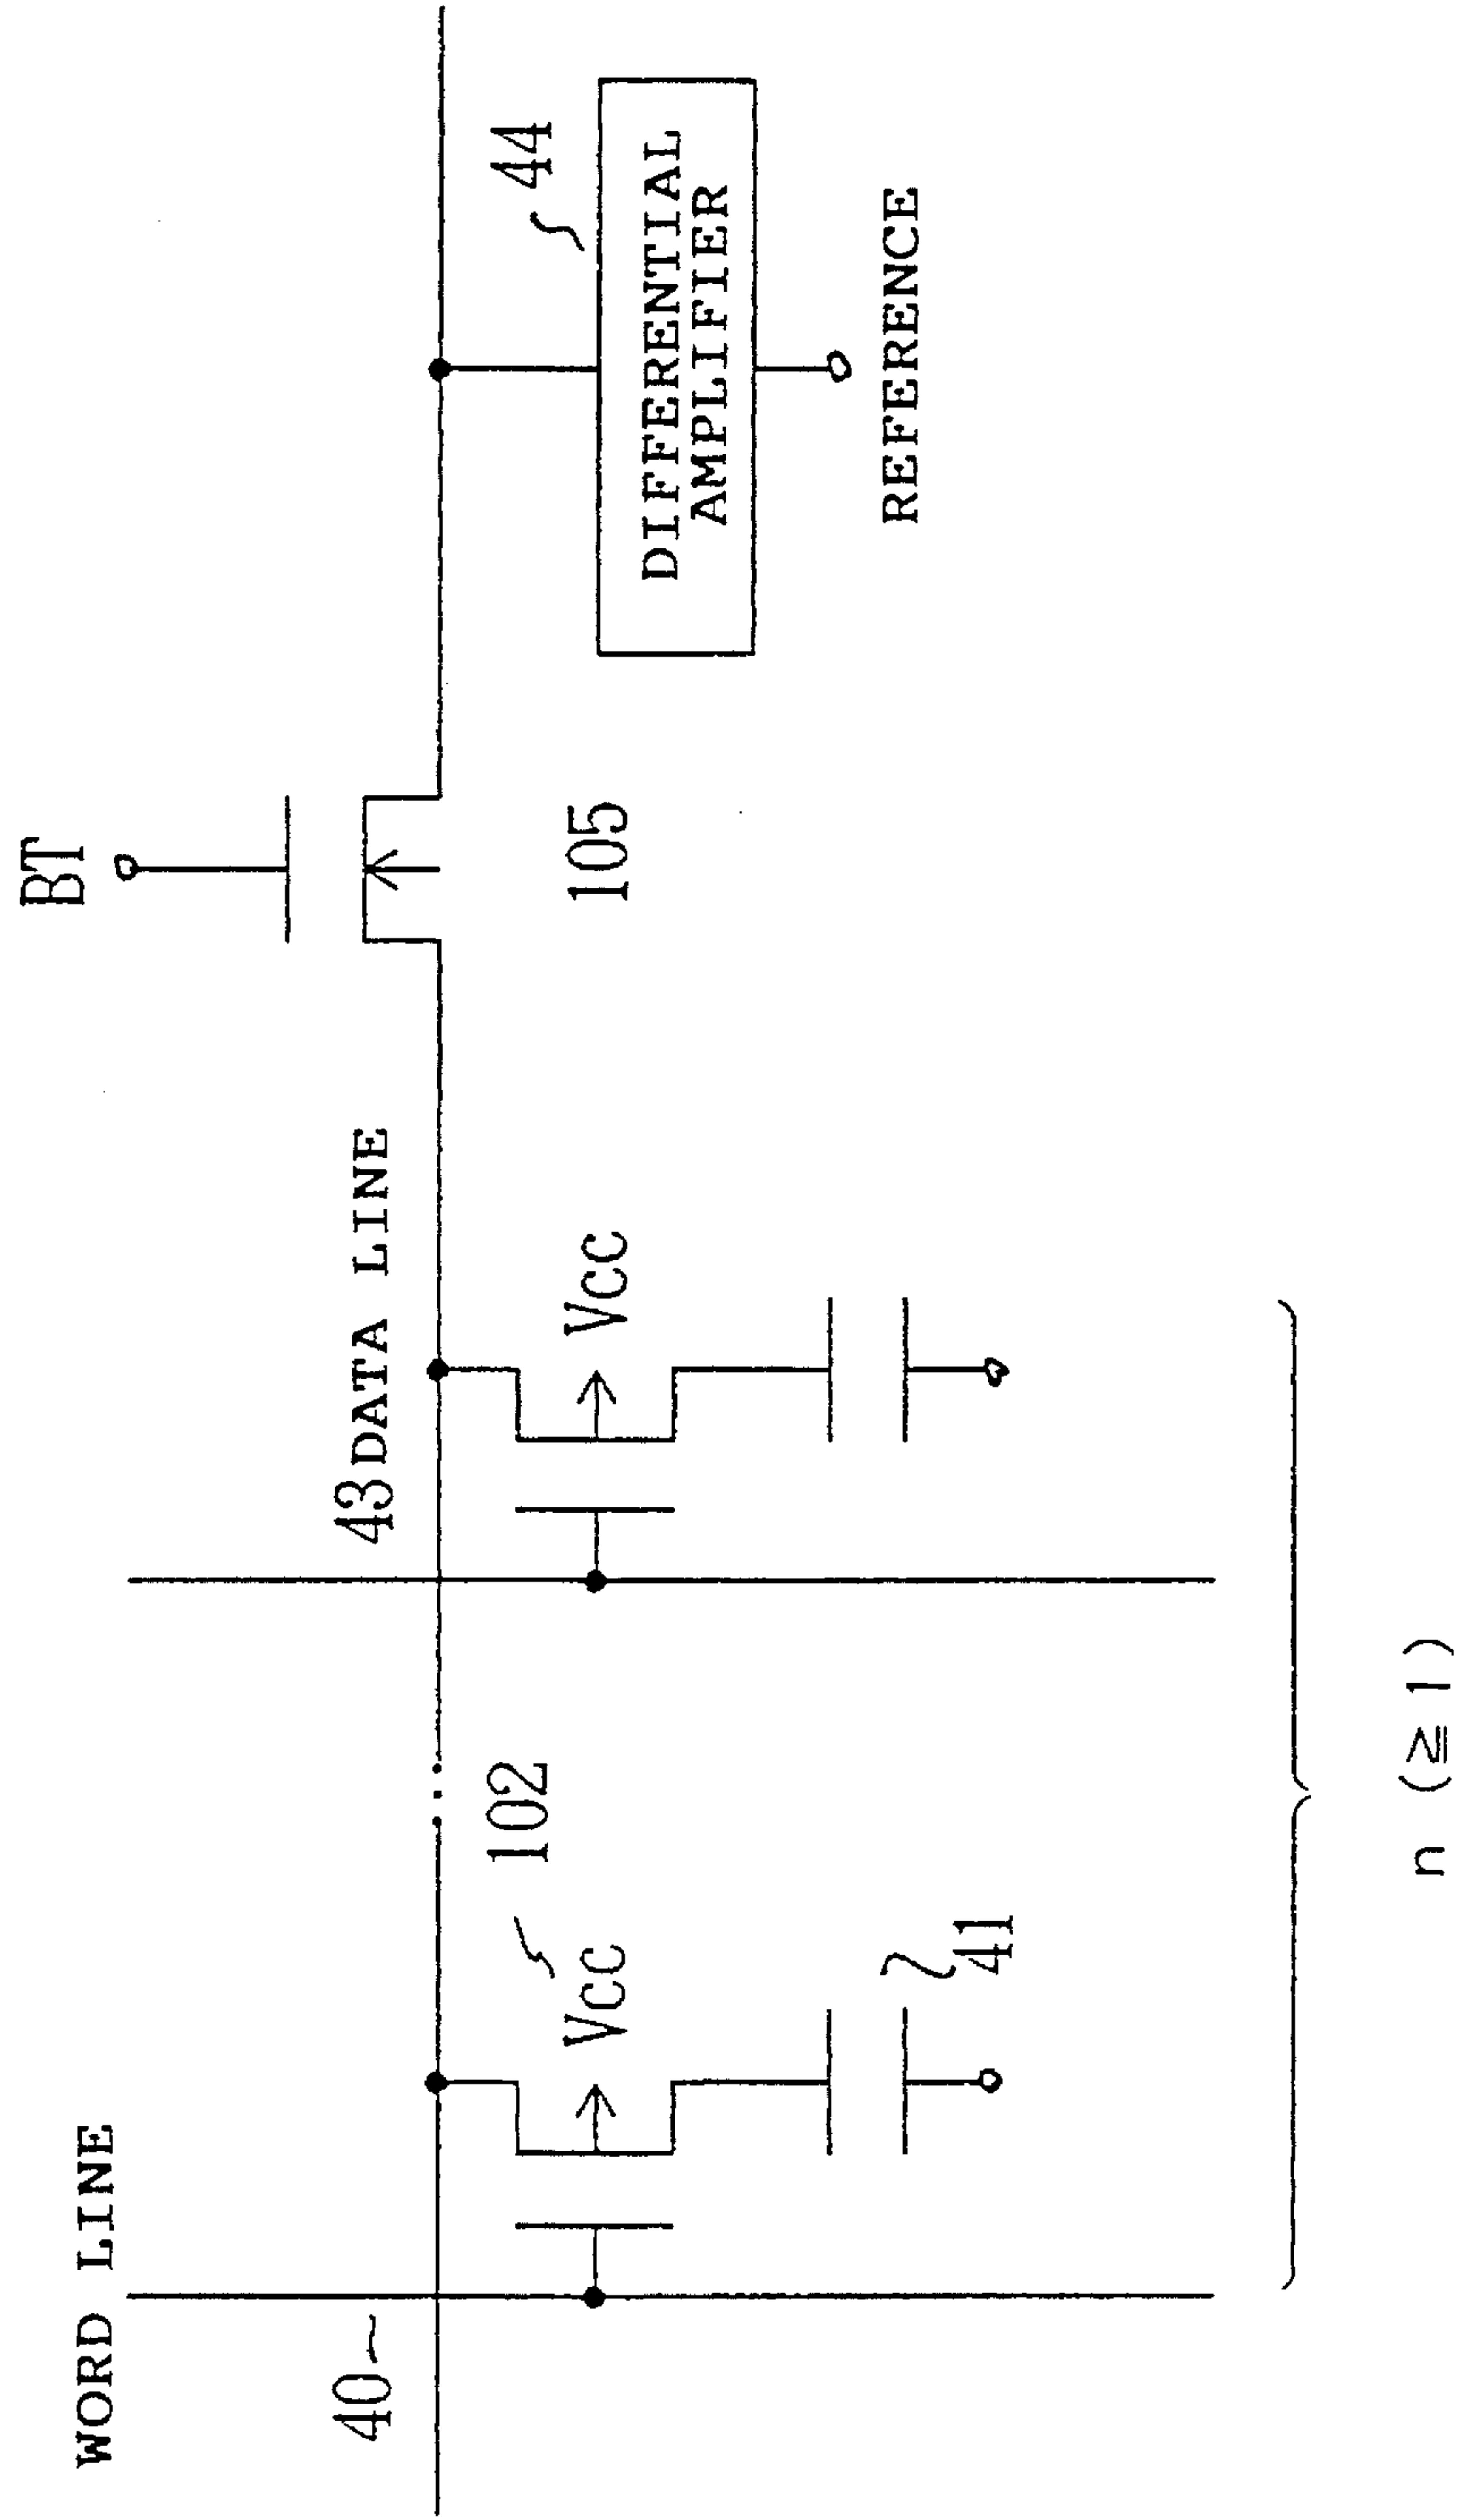 BT
44
DIFFERENTIAL
AMPLIFIER
REFERENCE
105
43 DATA LINE
Vcc
102
Vcc
41
WORD LINE
40
n (≧1)